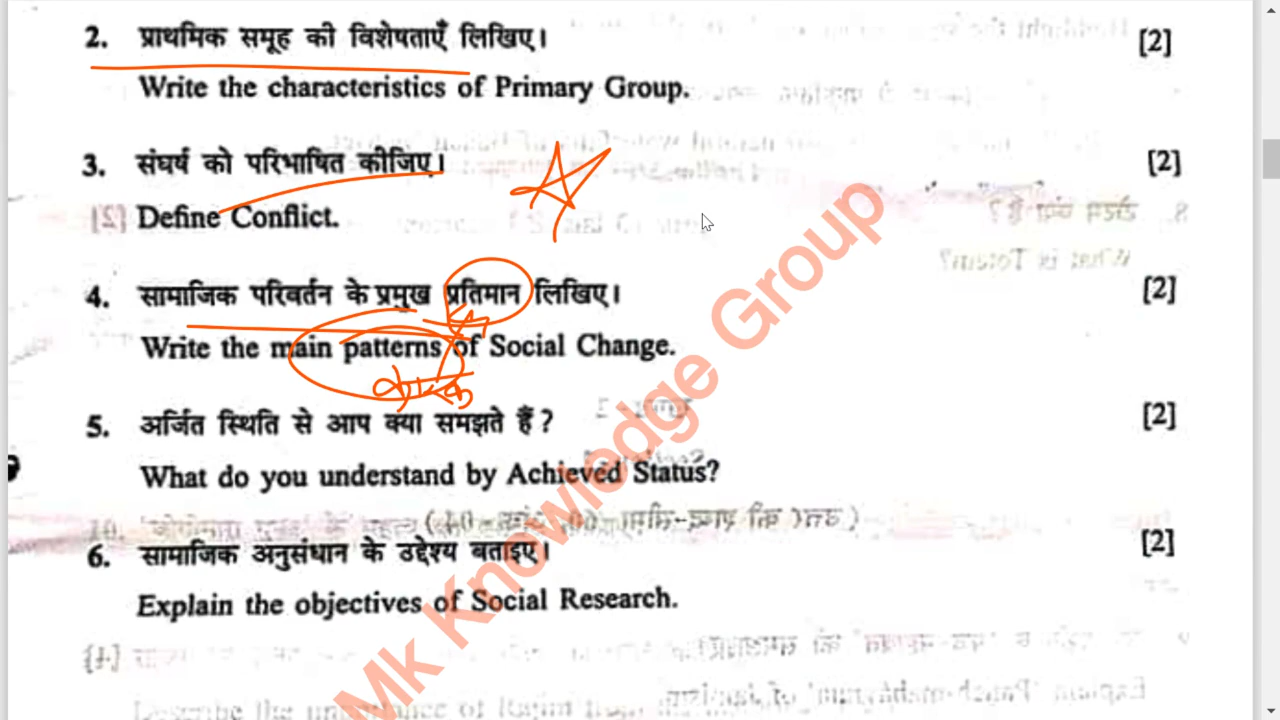 2. प्राथमिक समूह की विशेषताएँ लिखिए। [2]
Write the characteristics of Primary Group.
3. संघर्ष को परिभाषित कीजिए। [2]
Define Conflict.
4. सामाजिक परिवर्तन के प्रमुख प्रतिमान लिखिए। [2]
Write the main patterns of Social Change.
5. अर्जित स्थिति से आप क्या समझते हैं? [2]
What do you understand by Achieved Status?
6. सामाजिक अनुसंधान के उद्देश्य बताइए। [2]
Explain the objectives of Social Research.
Mk Knowledge Group